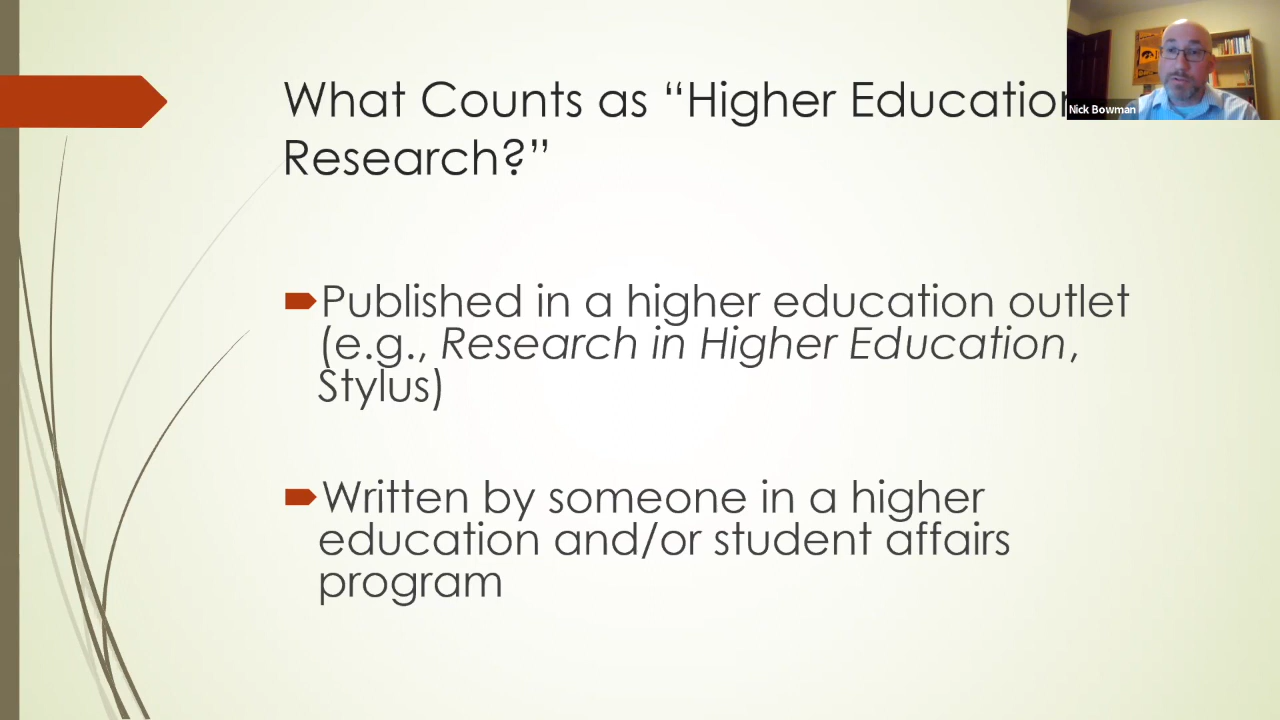 What Counts as “Higher Education
Research?”
Nick Bowman
Published in a higher education outlet
(e.g., Research in Higher Education,
Stylus)
Written by someone in a higher
education and/or student affairs
program